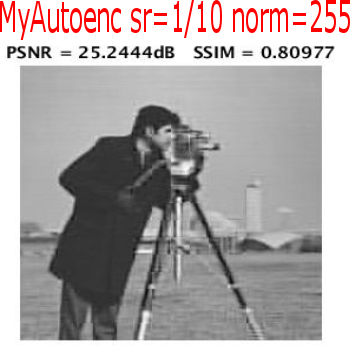 MyAutoenc sr=1/10 norm=255
PSNR = 25.2444dB SSIM = 0.80977